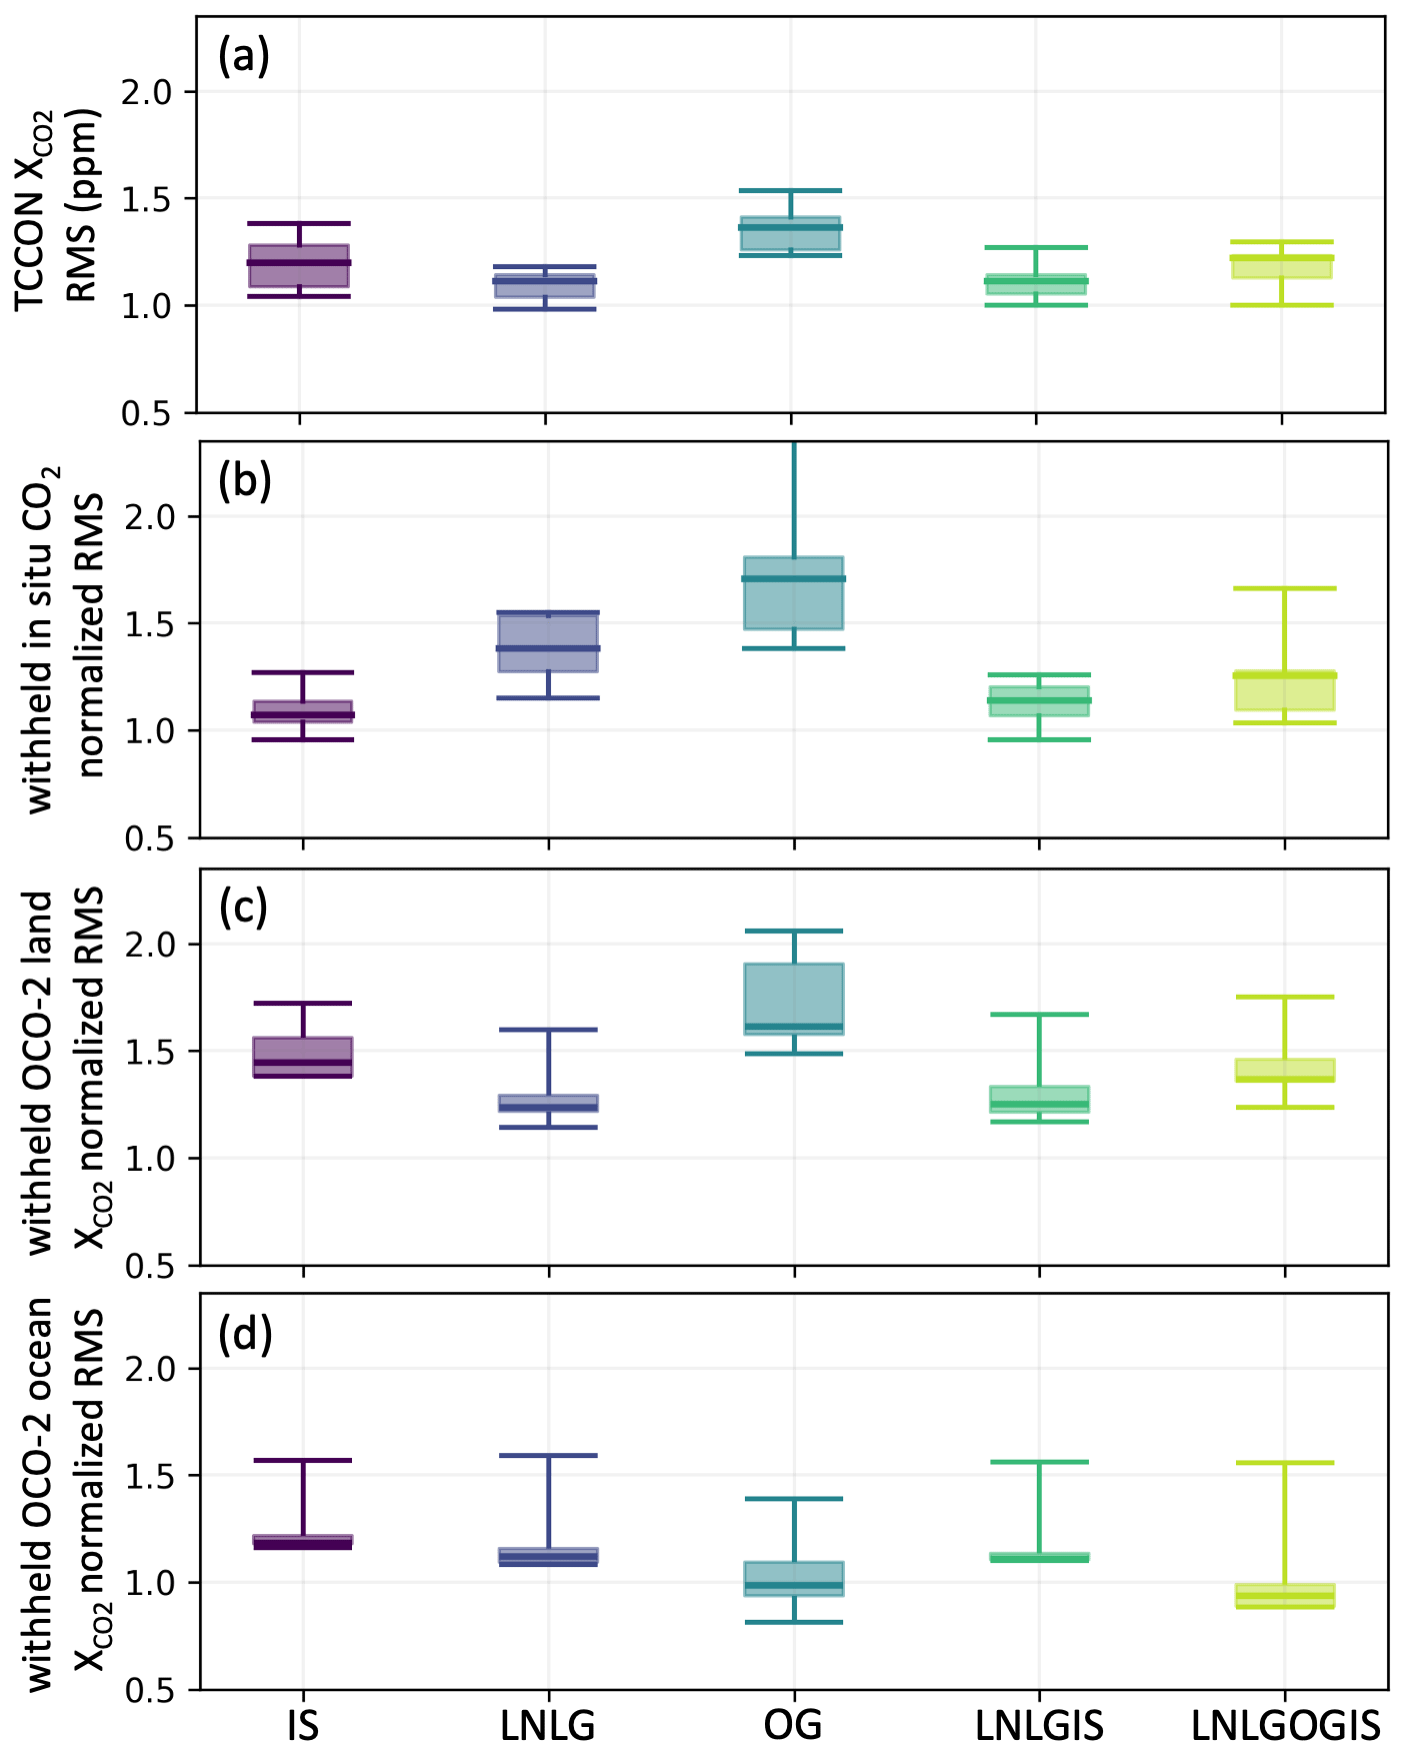 (a)
TCCON XCO2
RMS (ppm)
2.0
1.5
1.0
0.5
(b)
withheld in situ CO2
normalized RMS
2.0
1.5
1.0
0.5
(c)
withheld OCO-2 land
XCO2 normalized RMS
2.0
1.5
1.0
0.5
(d)
withheld OCO-2 ocean
XCO2 normalized RMS
2.0
1.5
1.0
0.5
IS LNLG OG LNLGIS LNLGOGIS